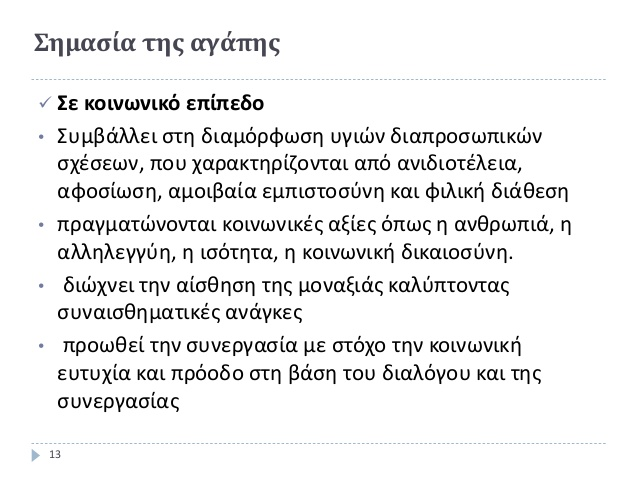 Σημασία της αγάπης
✓ Σε κοινωνικό επίπεδο
• Συμβάλλει στη διαμόρφωση υγιών διαπροσωπικών
σχέσεων, που χαρακτηρίζονται από ανιδιοτέλεια,
αφοσίωση, αμοιβαία εμπιστοσύνη και φιλική διάθεση
• πραγματώνονται κοινωνικές αξίες όπως η ανθρωπιά, η
αλληλεγγύη, η ισότητα, η κοινωνική δικαιοσύνη.
• διώχνει την αίσθηση της μοναξιάς καλύπτοντας
συναισθηματικές ανάγκες
• προωθεί την συνεργασία με στόχο την κοινωνική
ευτυχία και πρόοδο στη βάση του διαλόγου και της
συνεργασίας
13